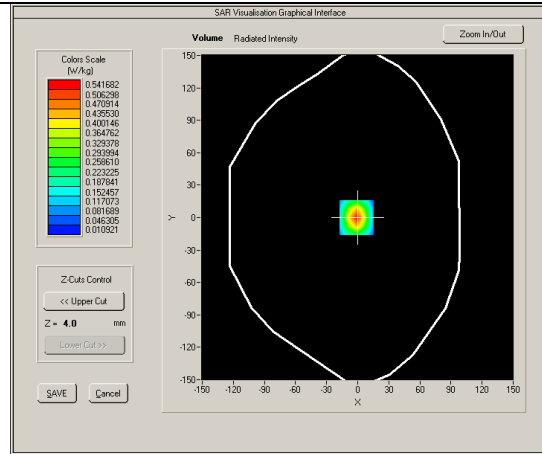 SAR Visualisation Graphical Interface
Volume Radiated Intensity
Zoom In/Out
Colors Scale
(W/kg)
0.541682
0.506298
0.470914
0.435530
0.400146
0.364762
0.329378
0.293994
0.258610
0.223225
0.187841
0.152457
0.117073
0.081689
0.046305
0.010921
Z-Cuts Control
<< Upper Cut
Z = 4.0 mm
Lower Cut >>
SAVE Cancel
150
120
90
60
30
0
-30
-60
-90
-120
-150
Y
-150 -120 -90 -60 -30 0 30 60 90 120 150
X